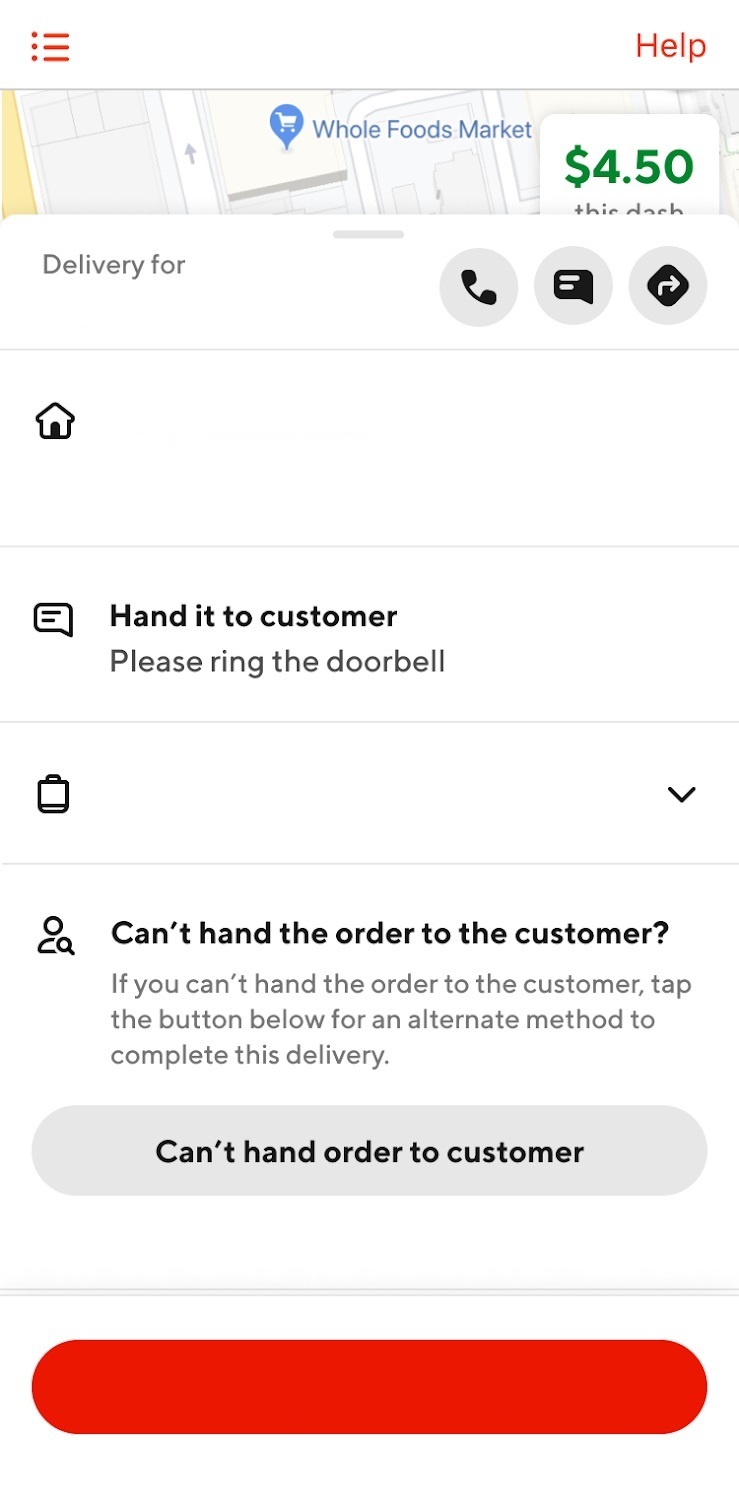 Help
Whole Foods Market
$4.50
this dash
Delivery for
Hand it to customer
Please ring the doorbell
Can’t hand the order to the customer?
If you can’t hand the order to the customer, tap
the button below for an alternate method to
complete this delivery.
Can’t hand order to customer